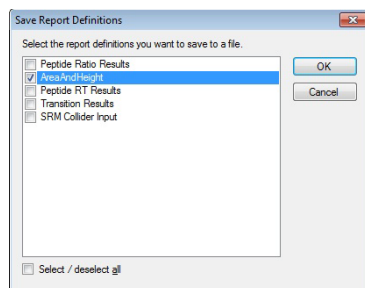 Save Report Definitions
Select the report definitions you want to save to a file.
Peptide Ratio Results
AreaAndHeight
Peptide RT Results
Transition Results
SRM Collider Input
OK
Cancel
Select / deselect all